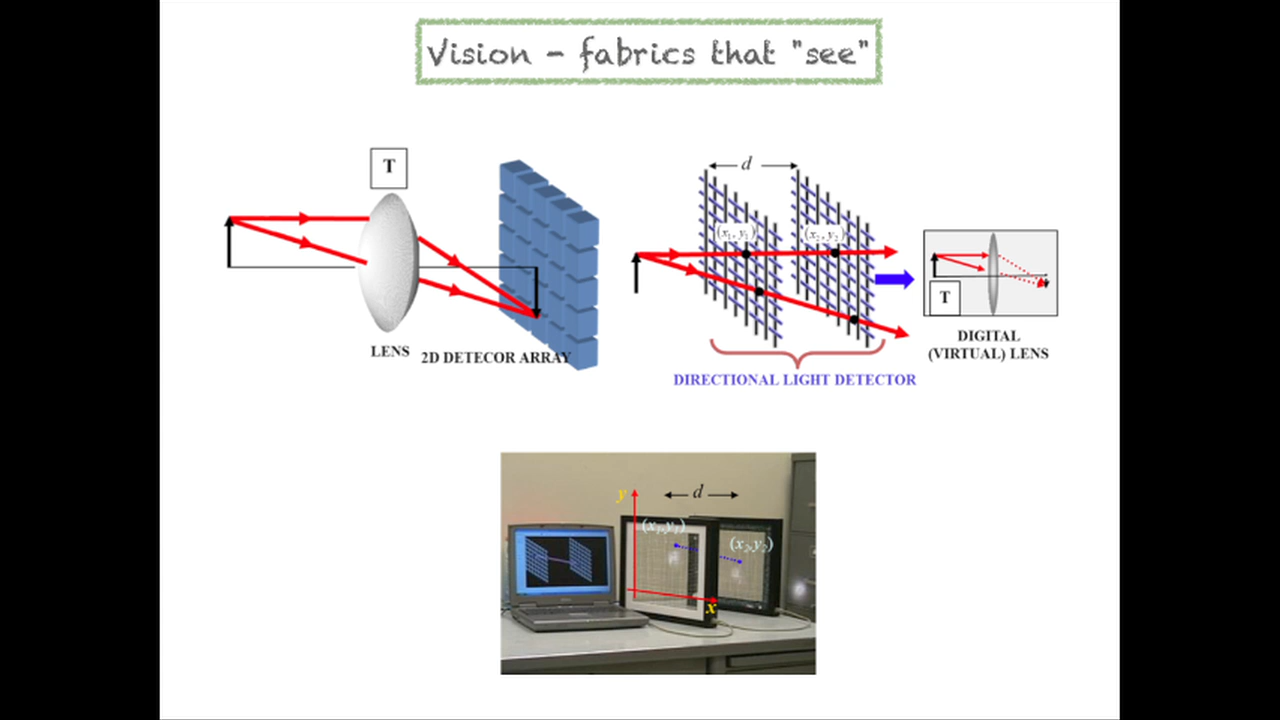 Vision - fabrics that "see"
T
LENS
2D DETECOR ARRAY
d
(x₁, y₁)
(x₂, y₂)
DIRECTIONAL LIGHT DETECTOR
T
DIGITAL
(VIRTUAL) LENS
y
d
(x₁,y₁)
(x₂,y₂)
x